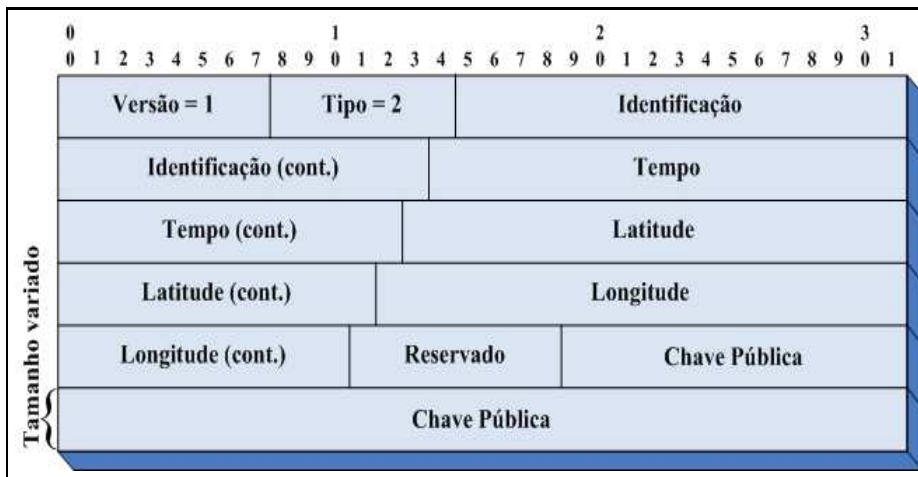 0 1 2 3
0 1 2 3 4 5 6 7 8 9 0 1 2 3 4 5 6 7 8 9 0 1 2 3 4 5 6 7 8 9 0 1
Versão = 1 Tipo = 2 Identificação
Identificação (cont.) Tempo
Tempo (cont.) Latitude
Latitude (cont.) Longitude
Longitude (cont.) Reservado Chave Pública
Chave Pública
Tamanho variado